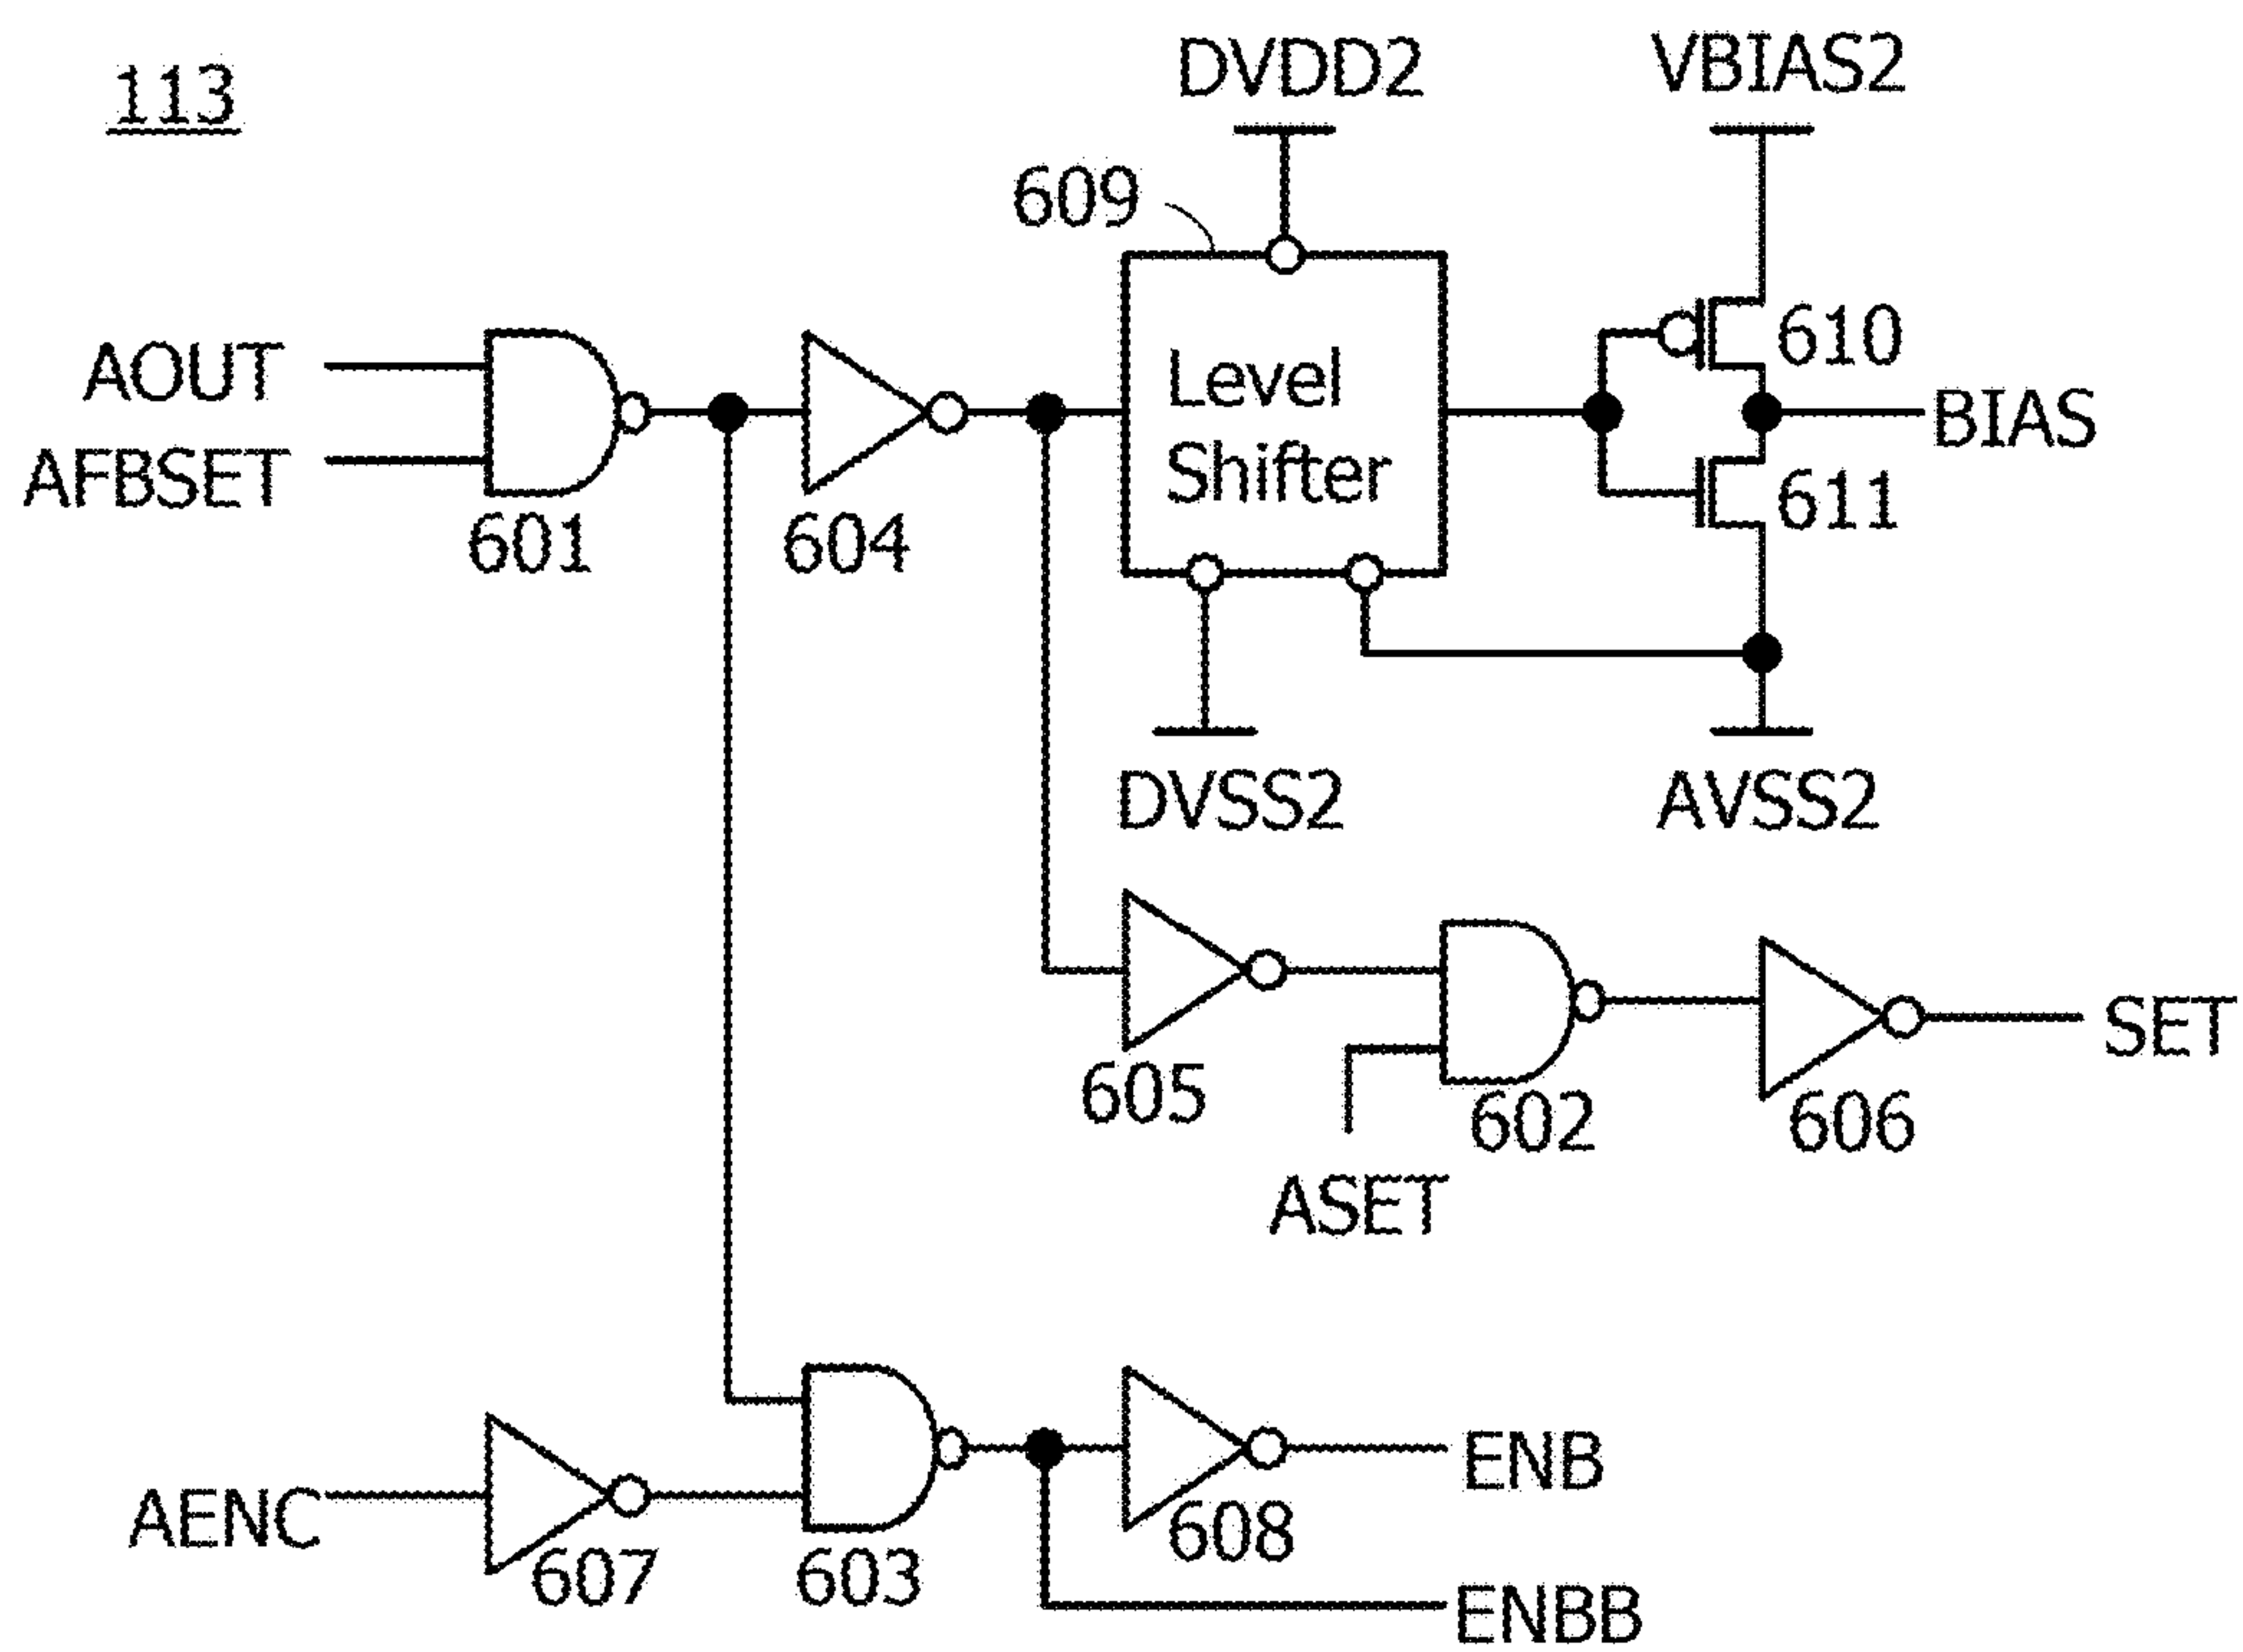 113
DVDD2
VBIAS2
609
AOUT
AFBSET
601
604
Level
Shifter
610
BIAS
611
DVSS2
AVSS2
605
602
606
SET
ASET
AENC
607
603
608
ENB
ENBB